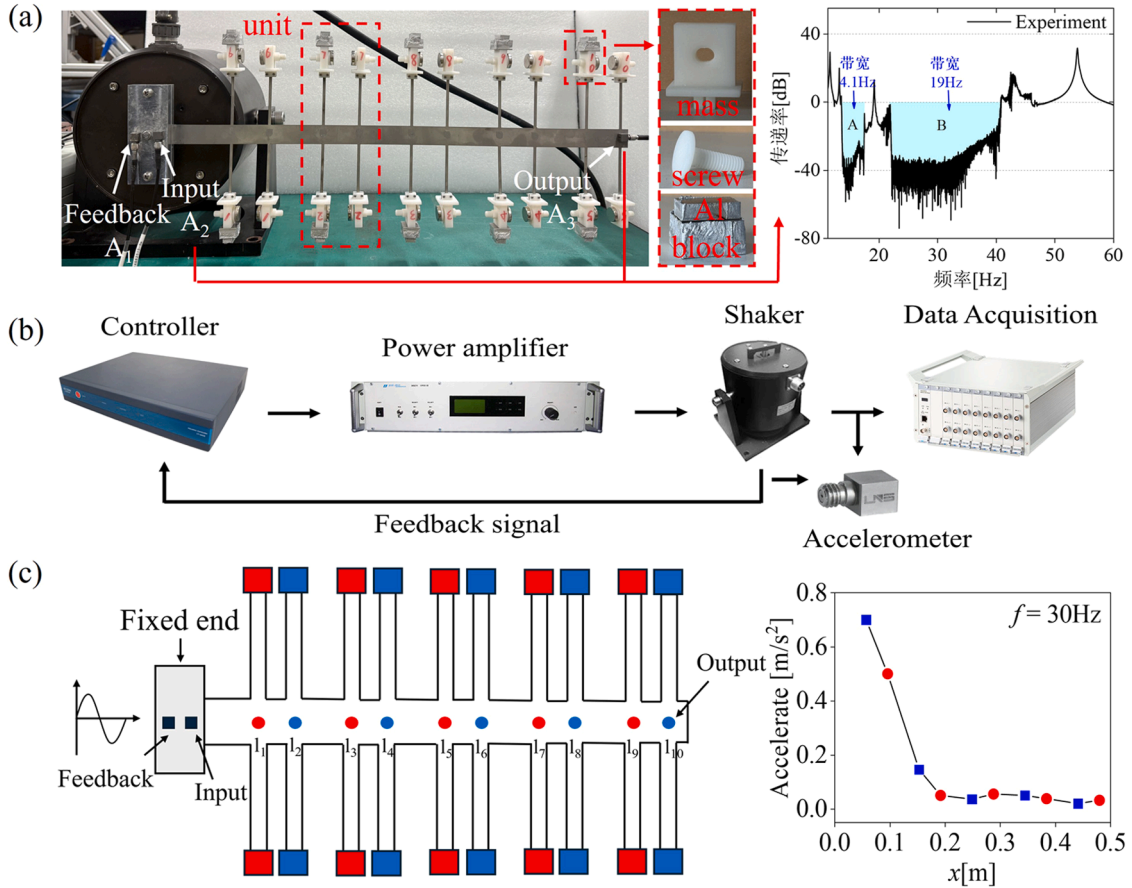 (a)
unit
Input
A2
Feedback
A1
Output
A3
mass
screw
Al
block
Experiment
带宽
4.1Hz
带宽
19Hz
A
B
传递率[dB]
40
0
-40
-80
20
30
40
50
60
频率[Hz]
(b)
Controller
Power amplifier
Shaker
Data Acquisition
Feedback signal
Accelerometer
(c)
Fixed end
Feedback
Input
Output
l1
l2
l3
l4
l5
l6
l7
l8
l9
l10
f = 30Hz
Accelerate [m/s²]
0.8
0.6
0.4
0.2
0.0
0.0
0.1
0.2
0.3
0.4
0.5
x[m]